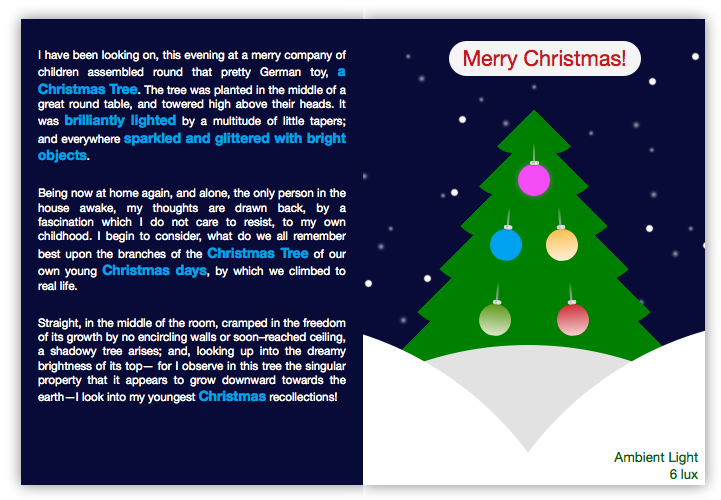 I have been looking on, this evening at a merry company of
children assembled round that pretty German toy, a
Christmas Tree. The tree was planted in the middle of a
great round table, and towered high above their heads. It
was brilliantly lighted by a multitude of little tapers;
and everywhere sparkled and glittered with bright
objects.
Being now at home again, and alone, the only person in the
house awake, my thoughts are drawn back, by a
fascination which I do not care to resist, to my own
childhood. I begin to consider, what do we all remember
best upon the branches of the Christmas Tree of our
own young Christmas days, by which we climbed to
real life.
Straight, in the middle of the room, cramped in the freedom
of its growth by no encircling walls or soon–reached ceiling,
a shadowy tree arises; and, looking up into the dreamy
brightness of its top— for I observe in this tree the singular
property that it appears to grow downward towards the
earth—I look into my youngest Christmas recollections!
Merry Christmas!
Ambient Light
6 lux